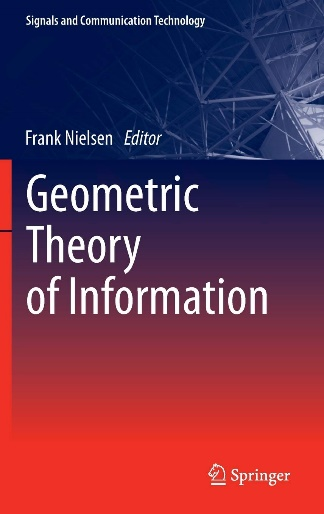 Signals and Communication Technology
Frank Nielsen Editor
Geometric
Theory
of Information
Springer